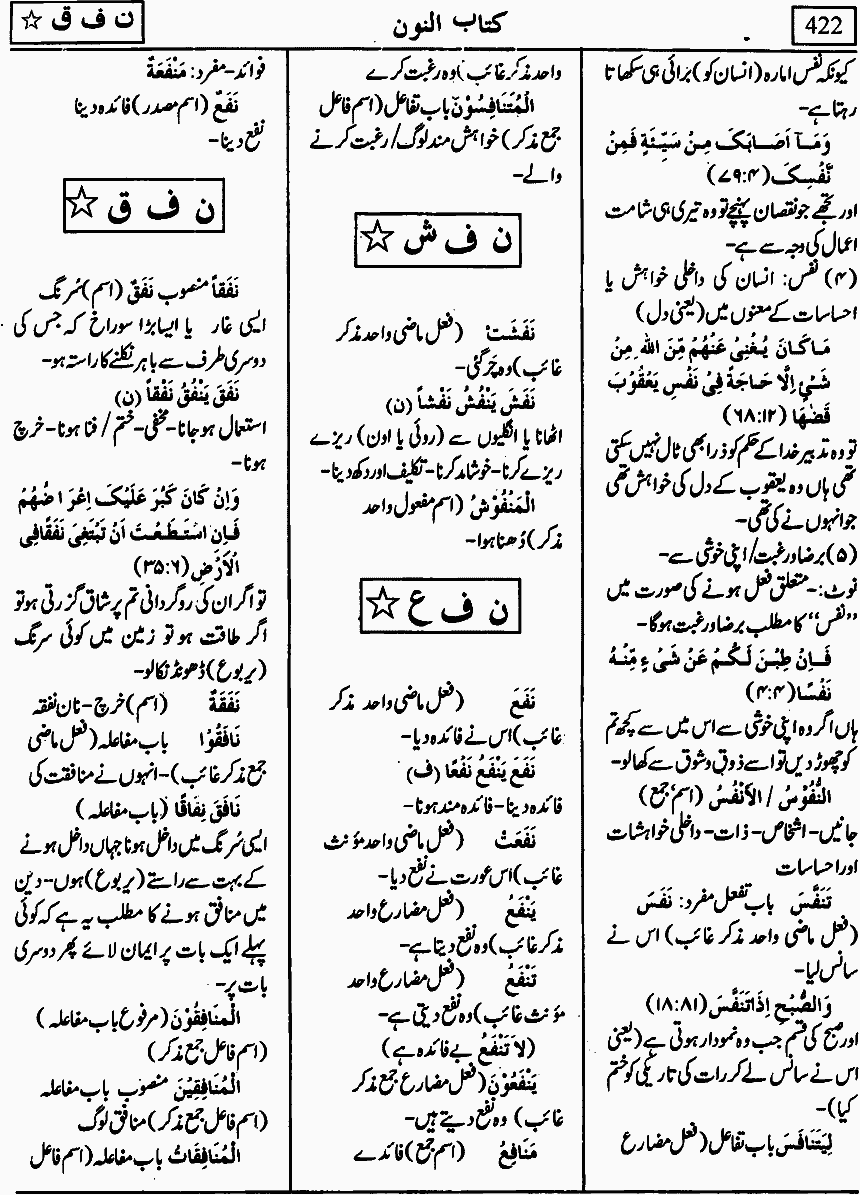 422
کتاب النون
ن ف ق ☆
کیونکہ نفس امارہ (انسان کو) برائی ہی سکھاتا
رہتا ہے-
وَمَآ اَصَابَکَ مِنْ سَیِّئَةٍ فَمِنْ
نَّفْسِکَ (۷۹:۴)
اور تجھے جو نقصان پہنچے تو وہ تیری ہی شامت
اعمال کی وجہ سے ہے-
(۴) نفس: انسان کی داخلی خواہش یا
احساسات کے معنوں میں (یعنی دل)
مَاکَانَ یُغْنِیْ عَنْهُمْ مِّنَ اللّٰهِ مِنْ
شَیْئٍ اِلَّا حَاجَةً فِیْ نَفْسِ یَعْقُوْبَ
قَضٰهَا (۶۸:۱۲)
تو وہ تدبیر خدا کے حکم کو ذرا بھی ٹال نہیں سکتی
تھی ہاں وہ یعقوب کے دل کی خواہش تھی
جو انہوں نے کی تھی-
(۵) برضا ورغبت/ اپنی خوشی سے-
نوٹ:- متعلق فعل ہونے کی صورت میں
”نفس“ کا مطلب برضا ورغبت ہوگا-
فَاِنْ طِبْنَ لَکُمْ عَنْ شَیْءٍ مِّنْهُ
نَفْسًا (۴:۴)
ہاں اگر وہ اپنی خوشی سے اس میں سے کچھ تم
کو چھوڑ دیں تو اسے ذوق وشوق سے کھالو-
النُّفُوْسُ / الْاَنْفُسُ (اسم جمع)
جانیں- اشخاص- ذات- داخلی خواہشات
اور احساسات
تَنَفَّسَ باب تفعل مفرد: نَفَسَ
(فعل ماضی واحد مذکر غائب) اس نے
سانس لیا-
وَالصُّبْحِ اِذَاتَنَفَّسَ (۱۸:۸۱)
اور صبح کی قسم جب وہ نمودار ہوتی ہے (یعنی
اس نے سانس لے کر رات کی تاریکی کو ختم
کیا)-
لِیَتَنَافَسَ باب تفاعل (فعل مضارع
واحد مذکر غائب) وہ رغبت کرے
الْمُتَنَافِسُوْنَ باب تفاعل (اسم فاعل
جمع مذکر) خواہش مند لوگ/ رغبت کرنے
والے-
ن ف ش ☆
نَفَشَتْ (فعل ماضی واحد مذکر
غائب) وہ چَر گئی-
نَفَشَ یَنْفُشُ نَفْشاً (ن)
اٹھانا یا انگلیوں سے (روئی یا اون) ریزے
ریزے کرنا- خوشامد کرنا- تکلیف اور دکھ دینا-
الْمَنْفُوْشُ (اسم مفعول واحد
مذکر) دُھنا ہوا-
ن ف ع ☆
نَفَعَ (فعل ماضی واحد مذکر
غائب) اس نے فائدہ دیا-
نَفَعَ یَنْفَعُ نَفْعًا (ف)
فائدہ دینا- فائدہ مند ہونا-
نَفَعَتْ (فعل ماضی واحد مؤنث
غائب) اس عورت نے نفع دیا-
یَنْفَعُ (فعل مضارع واحد
مذکر غائب) وہ نفع دیتا ہے-
تَنْفَعُ (فعل مضارع واحد
مؤنث غائب) وہ نفع دیتی ہے-
(لاَ تَنْفَعُ بے فائدہ ہے)
یَنْفَعُوْنَ (فعل مضارع جمع مذکر
غائب) وہ نفع دیتے ہیں-
مَنَافِعُ (اسم جمع) فائدے
فوائد- مفرد: مَنْفَعَةٌ
نَفَعٌ (اسم مصدر) فائدہ دینا
نفع دینا-
ن ف ق ☆
نَفَقاً منصوب نَفَقٌ (اسم) سُرنگ
ایسی غار یا ایسا بڑا سوراخ کہ جس کی
دوسری طرف سے باہر نکلنے کا راستہ ہو-
نَفَقَ یَنْفُقُ نَفْقاً (ن)
استعمال ہو جانا- مخفی- ختم / فنا ہونا- خرچ
ہونا-
وَاِنْ کَانَ کَبُرَ عَلَیْکَ اِعْرَاضُهُمْ
فَاِنِ اسْتَطَعْتَ اَنْ تَبْتَغِیَ نَفَقًافِی
الْاَرْضِ (۳۵:۶)
تو اگر ان کی روگردانی تم پر شاق گزرتی ہو تو
اگر طاقت ہو تو زمین میں کوئی سرنگ
(یربوع) ڈھونڈ نکالو-
نَفَقَةٌ (اسم) خرچ- نان نفقہ
نَافَقُوْا باب مفاعلہ (فعل ماضی
جمع مذکر غائب)- انہوں نے منافقت کی
نَافَقَ نِفَاقًا (باب مفاعلہ)
ایسی سُرنگ میں داخل ہونا جہاں داخل ہونے
کے بہت سے راستے (یربوع) ہوں- دین
میں منافق ہونے کا مطلب یہ ہے کہ کوئی
پہلے ایک بات پر ایمان لائے پھر دوسری
بات پر-
الْمنَافِقُوْنَ (مرفوع باب مفاعلہ)
(اسم فاعل جمع مذکر)
الْمُنَافِقِیْنَ منصوب باب مفاعلہ
(اسم فاعل جمع مذکر) منافق لوگ
الْمُنَافِقَاتُ باب مفاعلہ (اسم فاعل